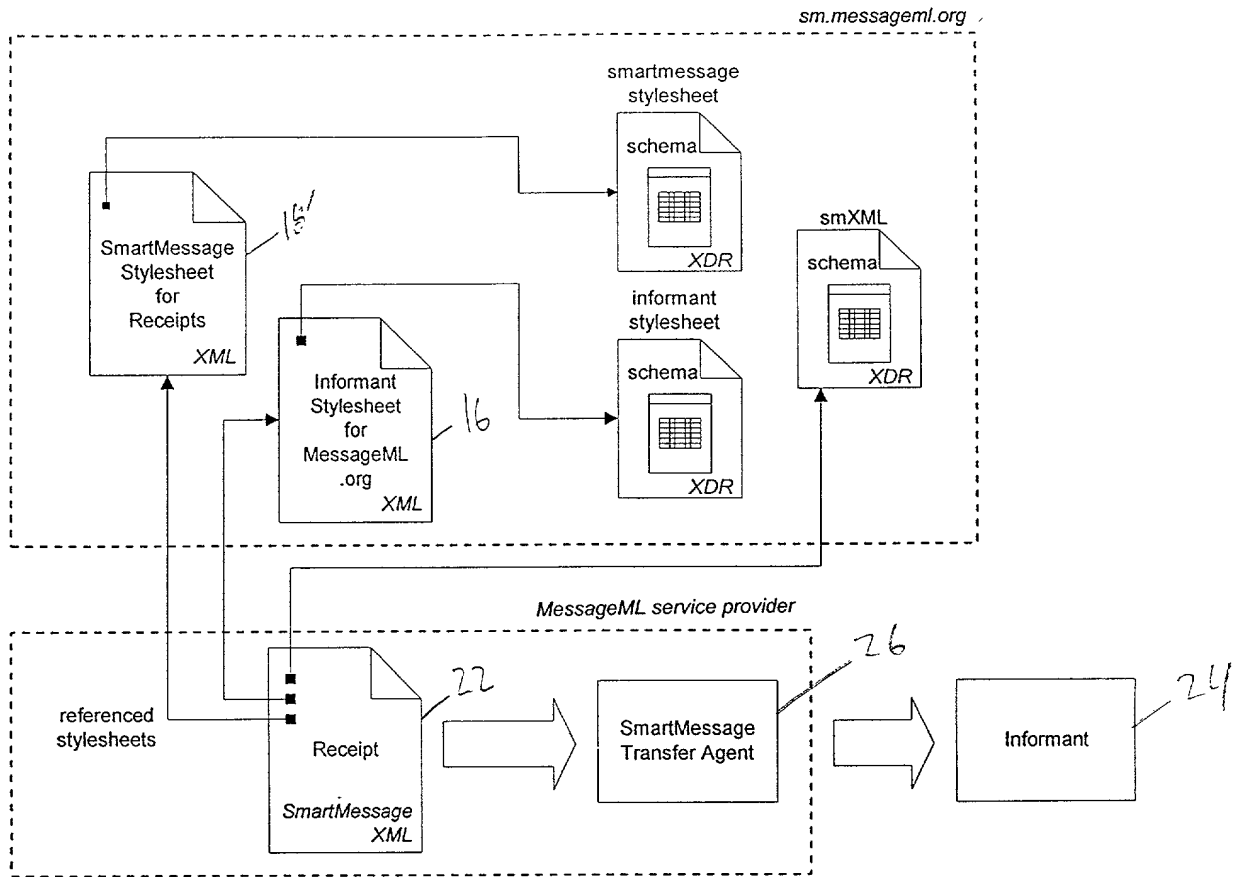 sm.messageml.org
smartmessage
stylesheet
schema
XDR
SmartMessage
Stylesheet
for
Receipts
XML
18'
smXML
schema
XDR
informant
stylesheet
schema
XDR
Informant
Stylesheet
for
MessageML
.org
XML
16
MessageML service provider
referenced
stylesheets
Receipt
SmartMessage
XML
22
SmartMessage
Transfer Agent
26
Informant
24